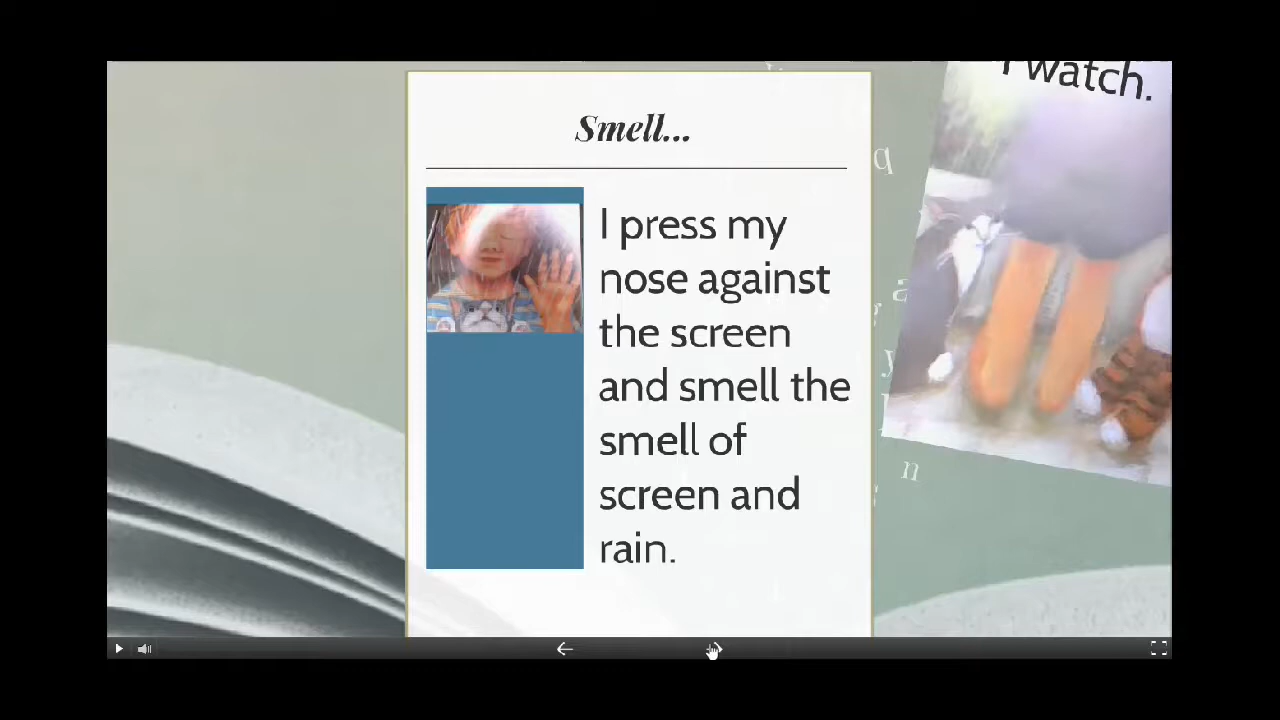 Smell...
I press my
nose against
the screen
and smell the
smell of
screen and
rain.
I watch.
q
a
y
n